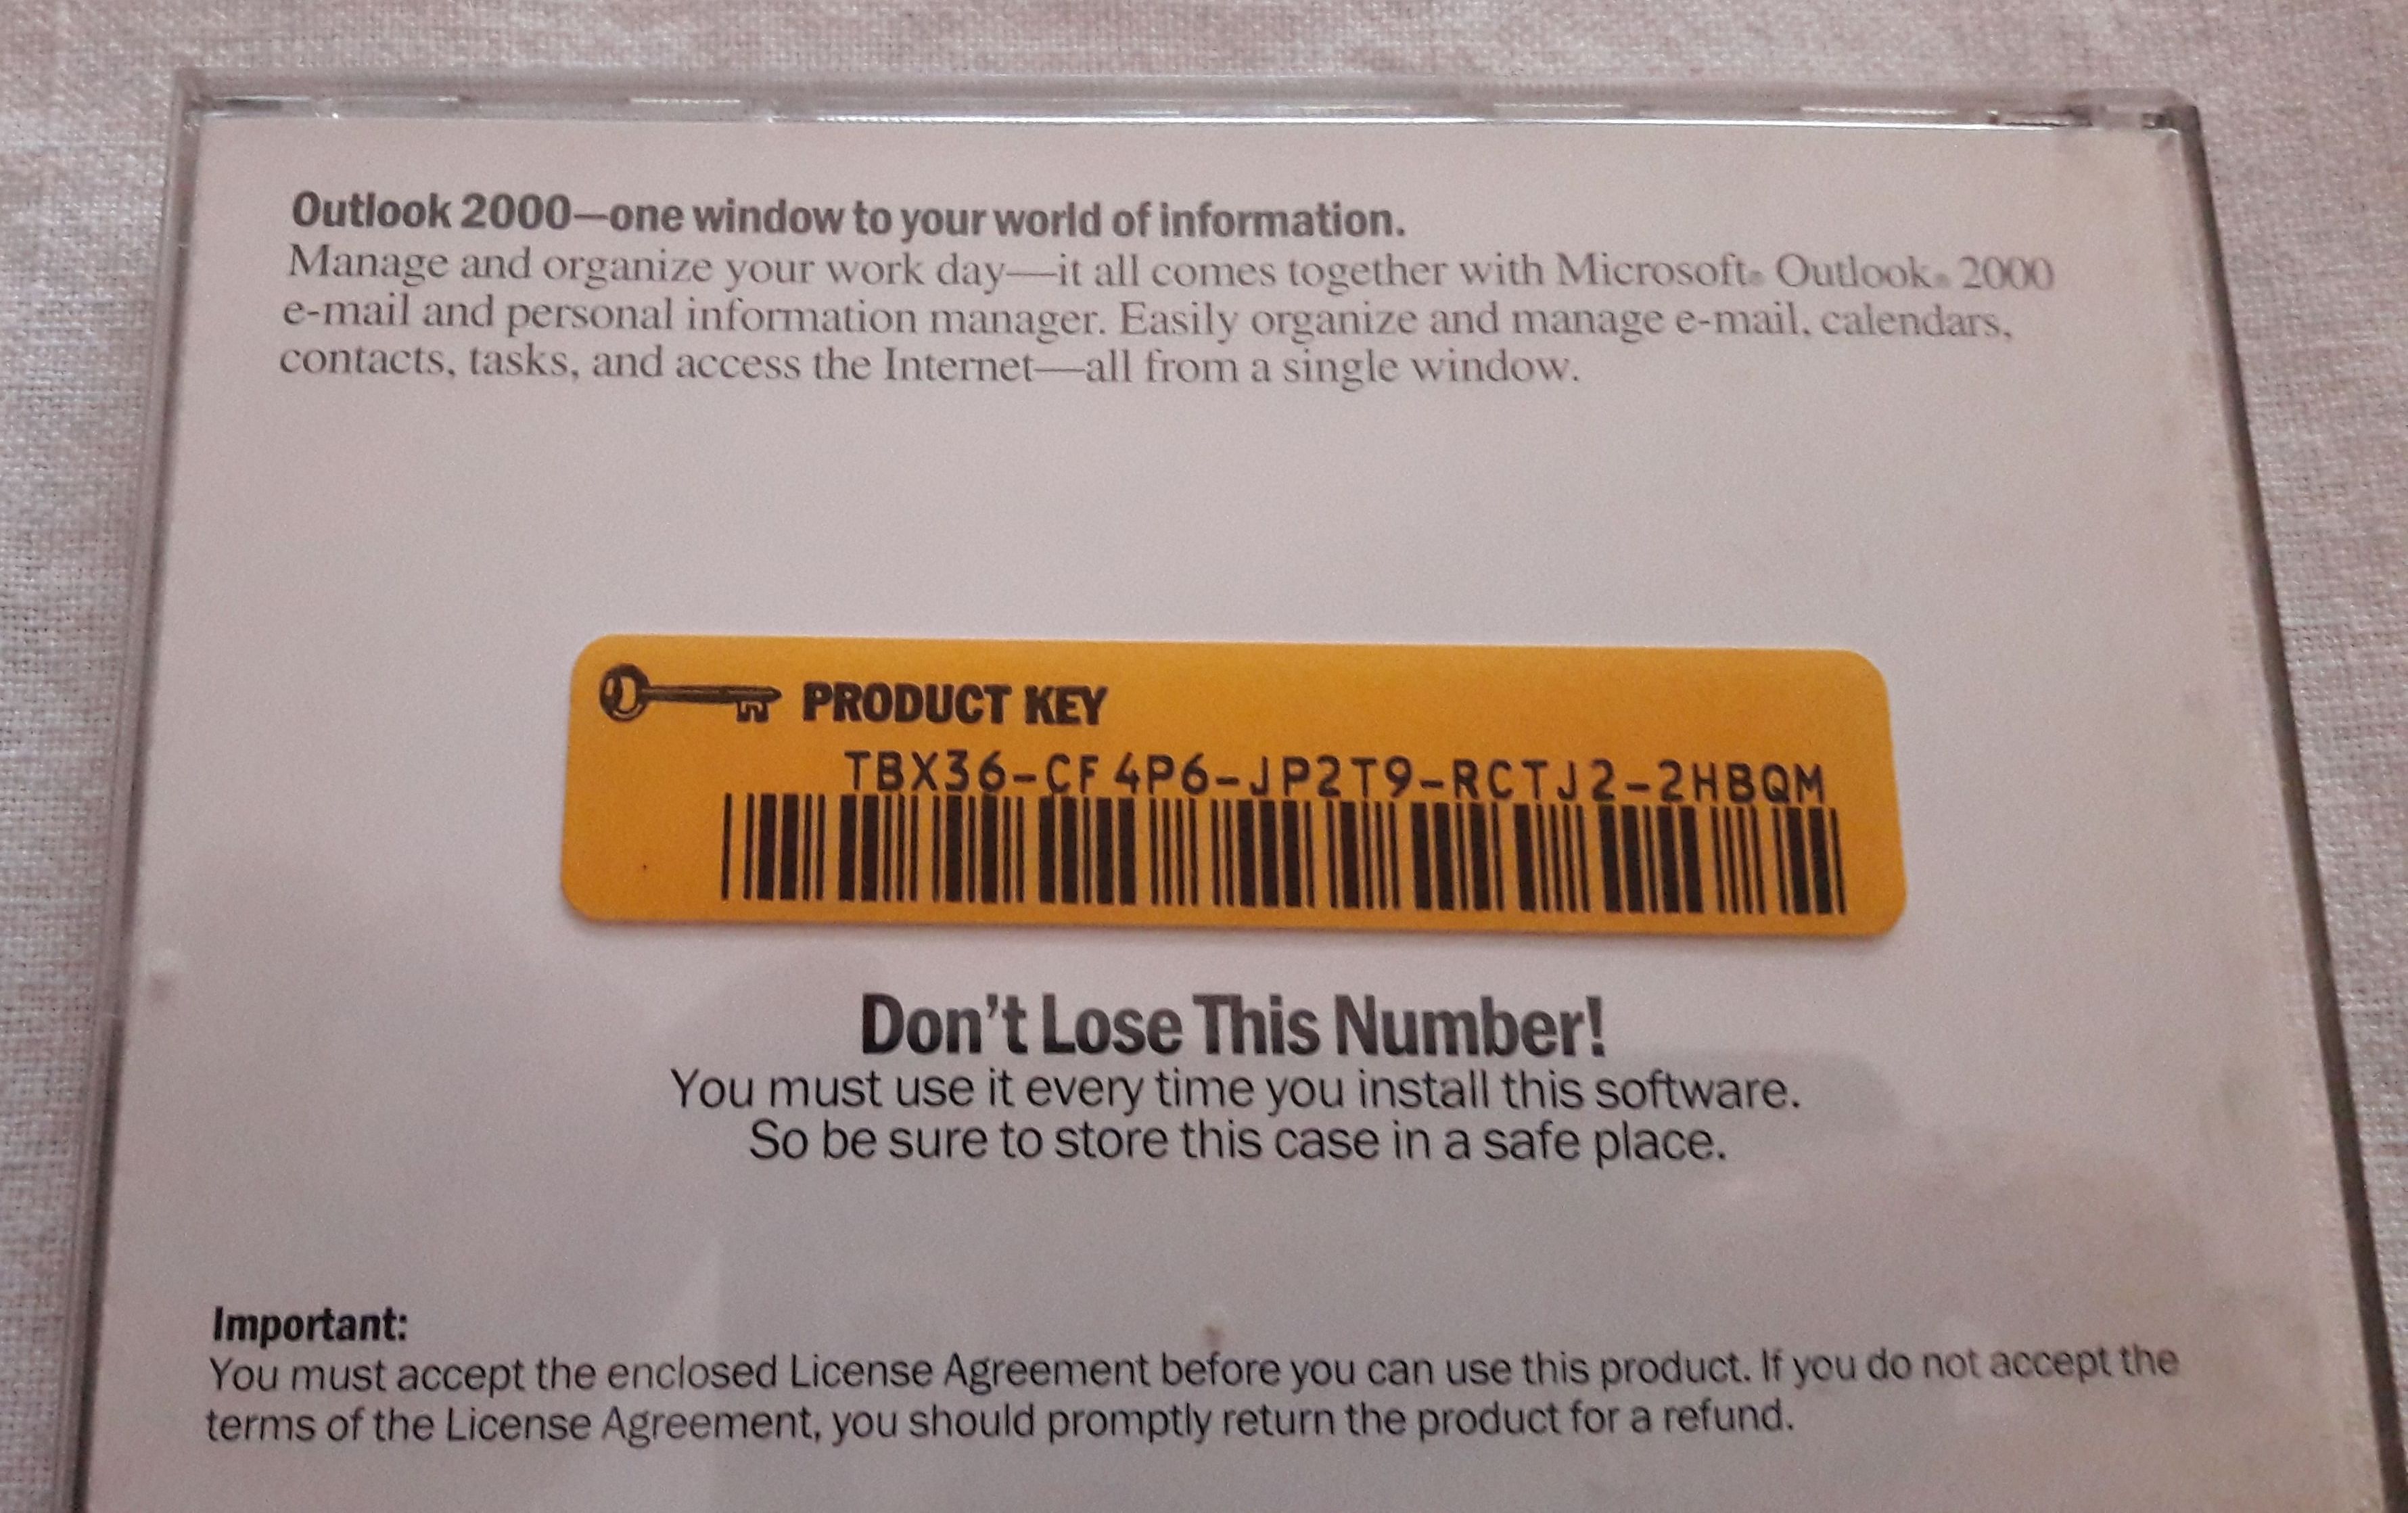 Outlook 2000—one window to your world of information.
Manage and organize your work day—it all comes together with Microsoft® Outlook® 2000
e-mail and personal information manager. Easily organize and manage e-mail, calendars,
contacts, tasks, and access the Internet—all from a single window.
PRODUCT KEY
TBX36-CF4P6-JP2T9-RCTJ2-2HBQM
Don't Lose This Number!
You must use it every time you install this software.
So be sure to store this case in a safe place.
Important:
You must accept the enclosed License Agreement before you can use this product. If you do not accept the
terms of the License Agreement, you should promptly return the product for a refund.